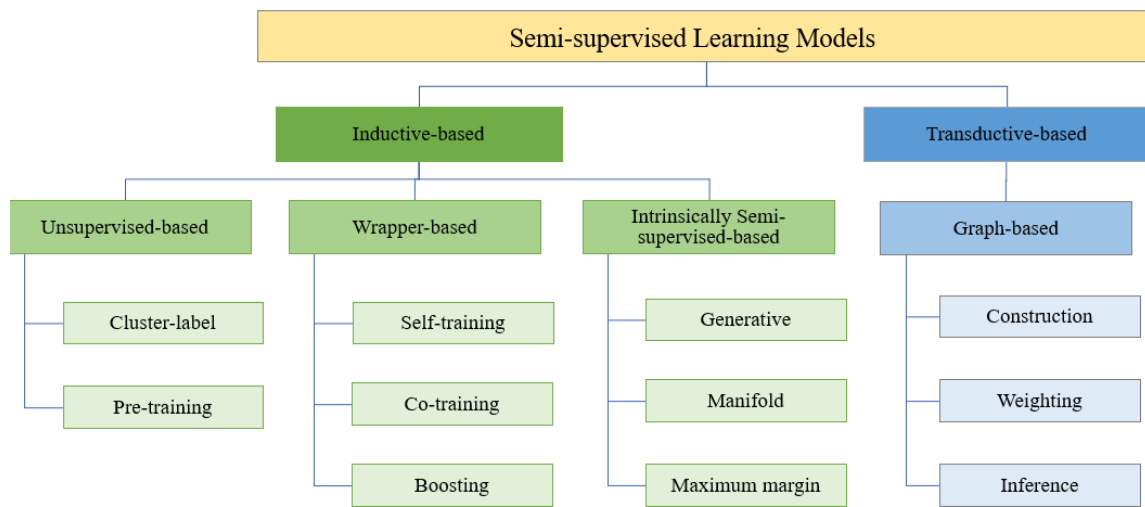 Semi-supervised Learning Models
Inductive-based
Transductive-based
Unsupervised-based
Wrapper-based
Intrinsically Semi-
supervised-based
Graph-based
Cluster-label
Self-training
Generative
Construction
Pre-training
Co-training
Manifold
Weighting
Boosting
Maximum margin
Inference